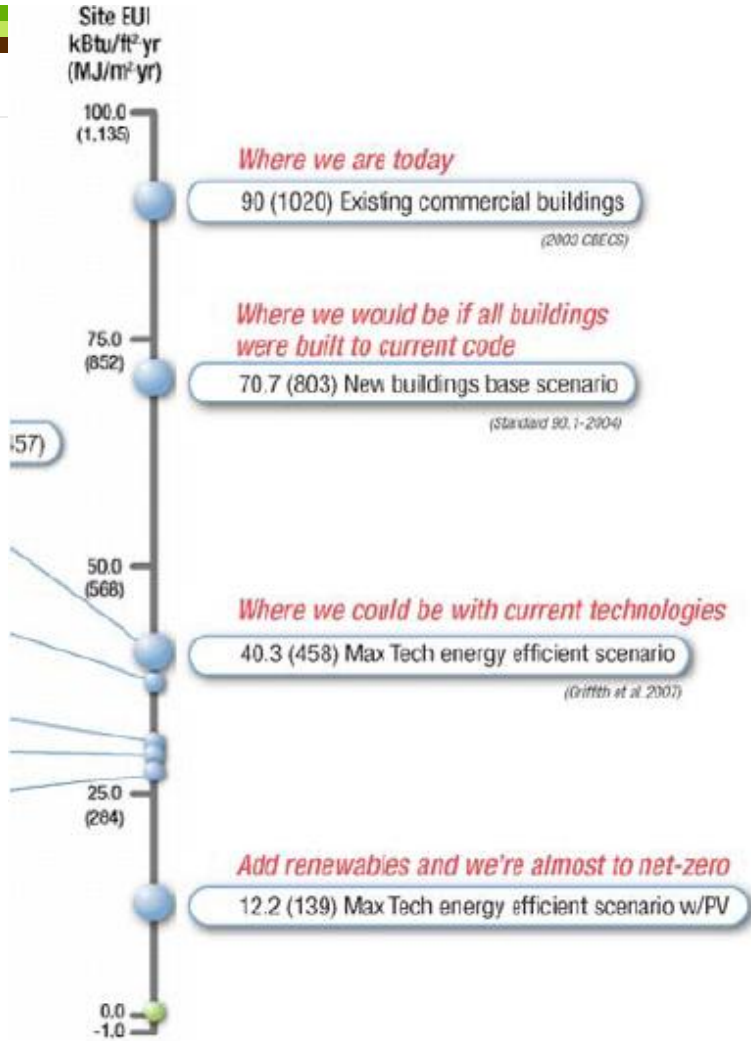 Site EUI
kBtu/ft²·yr
(MJ/m²·yr)
100.0
(1,135)
Where we are today
90 (1020) Existing commercial buildings
(2003 CBECS)
Where we would be if all buildings
were built to current code
75.0
(852)
70.7 (803) New buildings base scenario
(Standard 90.1-2004)
457)
50.0
(568)
Where we could be with current technologies
40.3 (458) Max Tech energy efficient scenario
(Griffith et al. 2007)
25.0
(284)
Add renewables and we're almost to net-zero
12.2 (139) Max Tech energy efficient scenario w/PV
0.0
-1.0